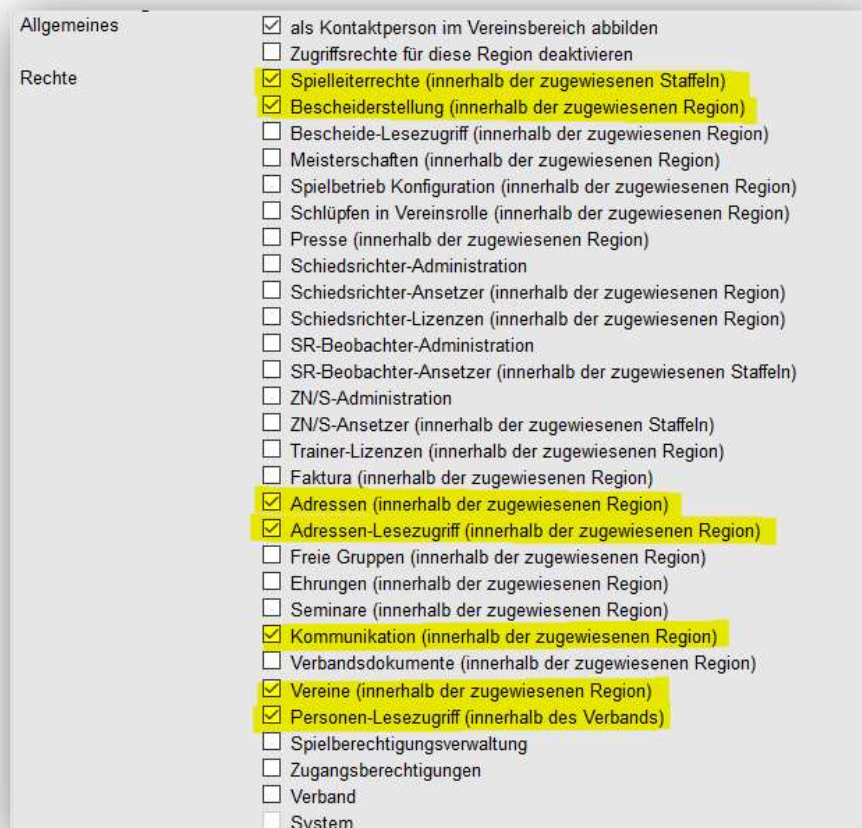 Allgemeines als Kontaktperson im Vereinsbereich abbilden
Zugriffsrechte für diese Region deaktivieren
Rechte Spielleiterrechte (innerhalb der zugewiesenen Staffeln)
Bescheiderstellung (innerhalb der zugewiesenen Region)
Bescheide-Lesezugriff (innerhalb der zugewiesenen Region)
Meisterschaften (innerhalb der zugewiesenen Region)
Spielbetrieb Konfiguration (innerhalb der zugewiesenen Region)
Schlüpfen in Vereinsrolle (innerhalb der zugewiesenen Region)
Presse (innerhalb der zugewiesenen Region)
Schiedsrichter-Administration
Schiedsrichter-Ansetzer (innerhalb der zugewiesenen Region)
Schiedsrichter-Lizenzen (innerhalb der zugewiesenen Region)
SR-Beobachter-Administration
SR-Beobachter-Ansetzer (innerhalb der zugewiesenen Staffeln)
ZN/S-Administration
ZN/S-Ansetzer (innerhalb der zugewiesenen Staffeln)
Trainer-Lizenzen (innerhalb der zugewiesenen Region)
Faktura (innerhalb der zugewiesenen Region)
Adressen (innerhalb der zugewiesenen Region)
Adressen-Lesezugriff (innerhalb der zugewiesenen Region)
Freie Gruppen (innerhalb der zugewiesenen Region)
Ehrungen (innerhalb der zugewiesenen Region)
Seminare (innerhalb der zugewiesenen Region)
Kommunikation (innerhalb der zugewiesenen Region)
Verbandsdokumente (innerhalb der zugewiesenen Region)
Vereine (innerhalb der zugewiesenen Region)
Personen-Lesezugriff (innerhalb des Verbands)
Spielberechtigungsverwaltung
Zugangsberechtigungen
Verband
System